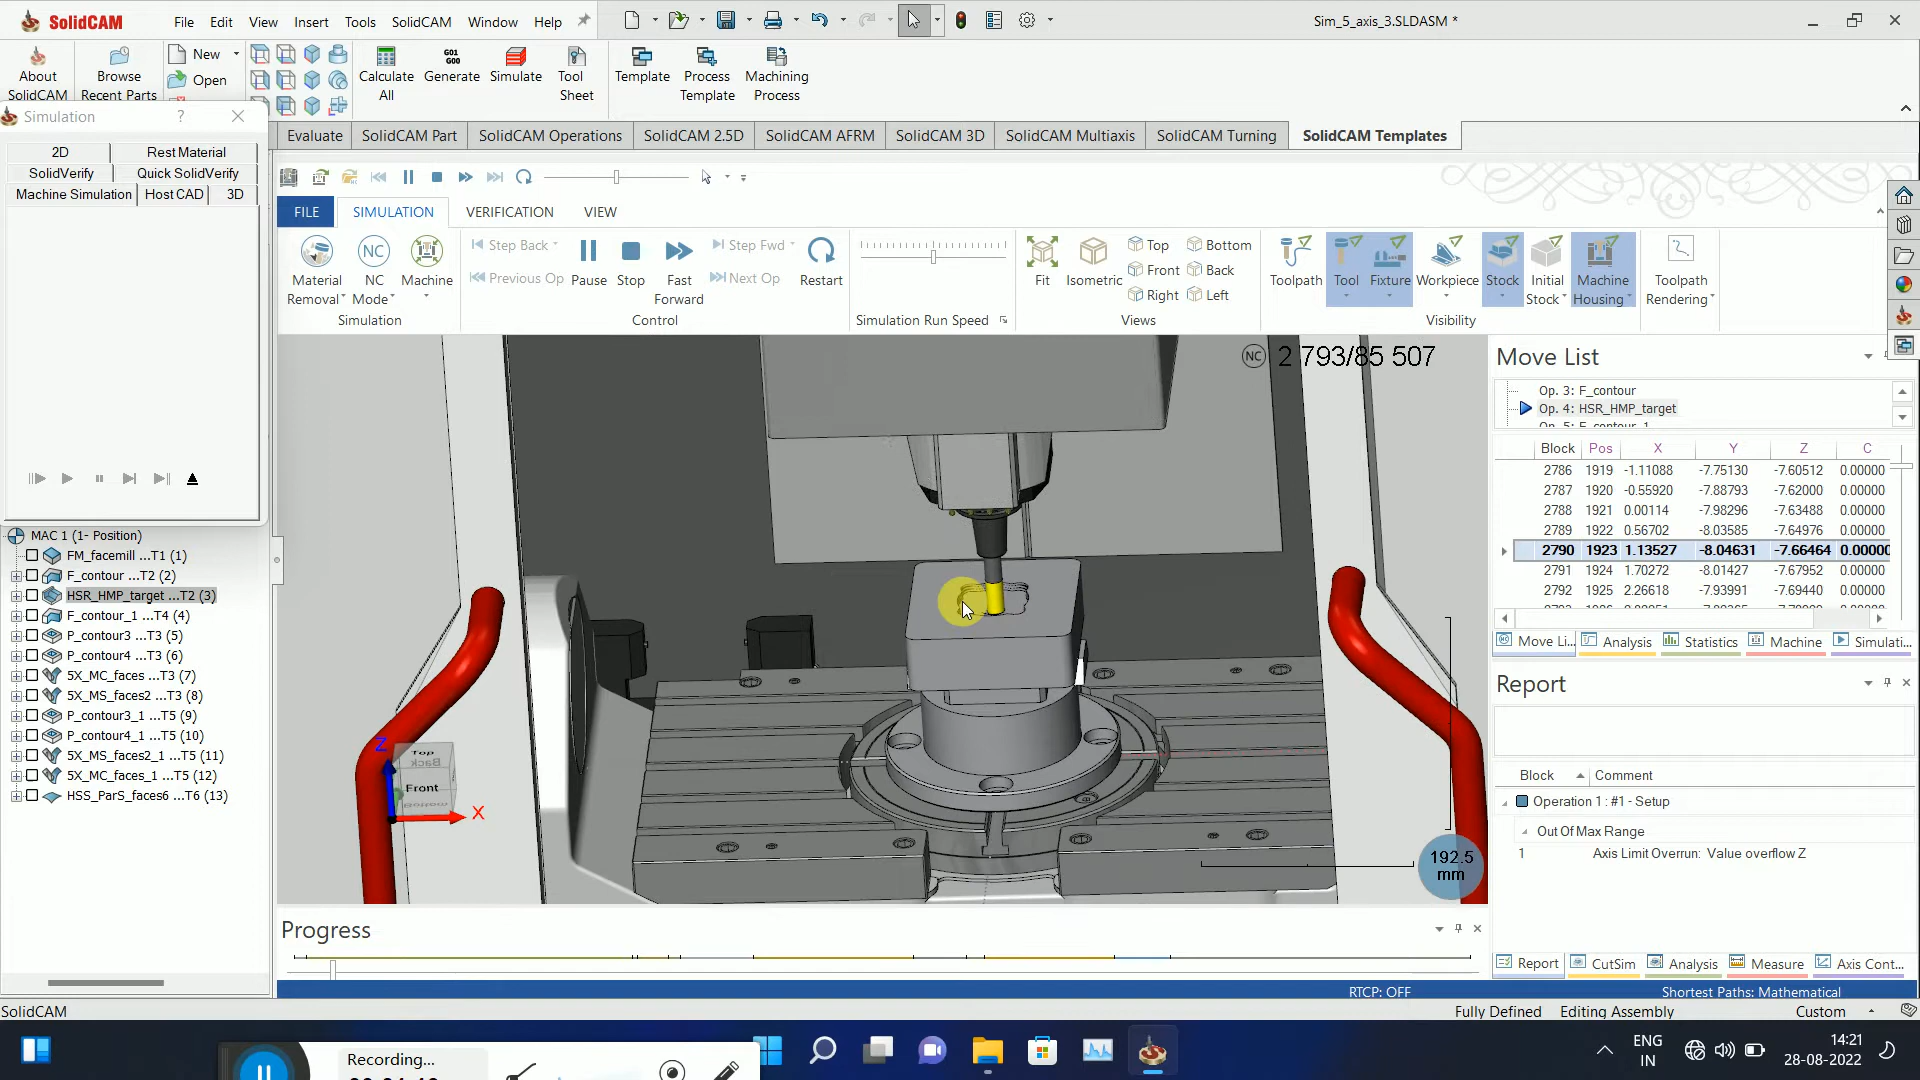 SolidCAM
File Edit View Insert Tools SolidCAM Window Help
Sim_5_axis_3.SLDASM *
About SolidCAM
Browse Recent Parts
New
Open
Calculate All
G01 G00
Generate
Simulate
Tool Sheet
Template
Process Template
Machining Process
Simulation ?
Evaluate SolidCAM Part SolidCAM Operations SolidCAM 2.5D SolidCAM AFRM SolidCAM 3D SolidCAM Multiaxis SolidCAM Turning SolidCAM Templates
2D Rest Material
SolidVerify Quick SolidVerify
Machine Simulation Host CAD 3D
FILE SIMULATION VERIFICATION VIEW
Material Removal
NC
NC Mode
Machine
Simulation
Step Back
Previous Op
Pause
Stop
Fast Forward
Step Fwd
Next Op
Restart
Control
Simulation Run Speed
Fit
Isometric
Top Bottom
Front Back
Right Left
Views
Toolpath
Tool
Fixture
Workpiece
Stock
Initial Stock
Machine Housing
Visibility
Toolpath Rendering
NC 2 793/85 507
Move List
Op. 3: F_contour
Op. 4: HSR_HMP_target
Block Pos X Y Z C
2786 1919 -1.11088 -7.75130 -7.60512 0.00000
2787 1920 -0.55920 -7.88793 -7.62000 0.00000
2788 1921 0.00114 -7.98296 -7.63488 0.00000
2789 1922 0.56702 -8.03585 -7.64976 0.00000
2790 1923 1.13527 -8.04631 -7.66464 0.00000
2791 1924 1.70272 -8.01427 -7.67952 0.00000
2792 1925 2.26618 -7.93991 -7.69440 0.00000
Move Li... Analysis Statistics Machine Simulati...
Report
Block Comment
Operation 1 : #1 - Setup
Out Of Max Range
1 Axis Limit Overrun: Value overflow Z
Report CutSim Analysis Measure Axis Cont...
MAC 1 (1- Position)
FM_facemill ...T1 (1)
F_contour ...T2 (2)
HSR_HMP_target ...T2 (3)
F_contour_1 ...T4 (4)
P_contour3 ...T3 (5)
P_contour4 ...T3 (6)
5X_MC_faces ...T3 (7)
5X_MS_faces2 ...T3 (8)
P_contour3_1 ...T5 (9)
P_contour4_1 ...T5 (10)
5X_MS_faces2_1 ...T5 (11)
5X_MC_faces_1 ...T5 (12)
HSS_ParS_faces6 ...T6 (13)
Z
Top
Back
Front
X
192.5 mm
Progress
RTCP: OFF Shortest Paths: Mathematical
SolidCAM
Fully Defined Editing Assembly Custom
Recording...
ENG
IN
14:21
28-08-2022